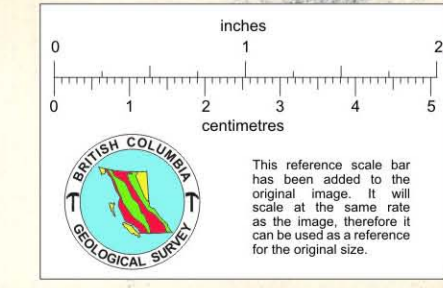 inches
0 1 2
0 1 2 3 4 5
centimetres
BRITISH COLUMBIA
GEOLOGICAL SURVEY
This reference scale bar
has been added to the
original image. It will
scale at the same rate
as the image, therefore it
can be used as a reference
for the original size.